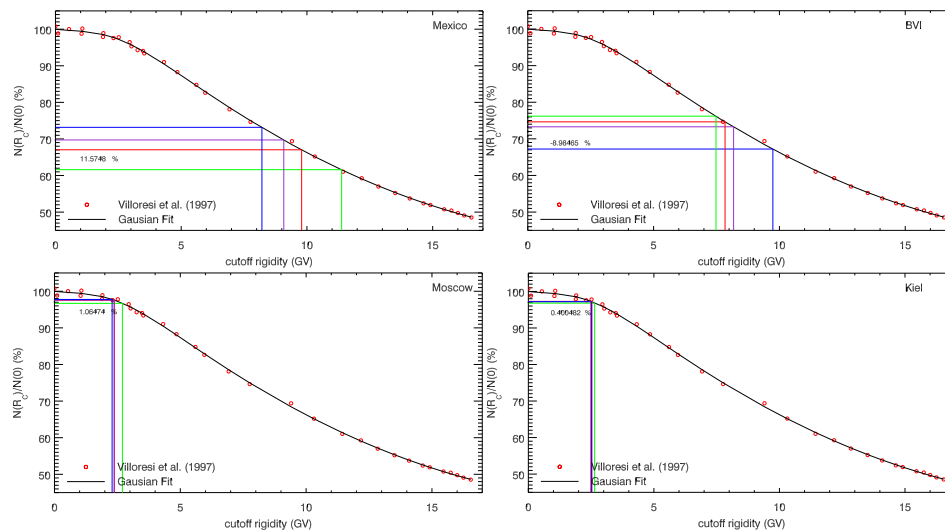 Mexico
N(R_C)/N(0) (%)
100
90
80
70
60
50
11.5748 %
Villoresi et al. (1997)
Gausian Fit
0 5 10 15
cutoff rigidity (GV)
BVI
N(R_C)/N(0) (%)
100
90
80
70
60
50
-8.98465 %
Villoresi et al. (1997)
Gausian Fit
0 5 10 15
cutoff rigidity (GV)
Moscow
N(R_C)/N(0) (%)
100
90
80
70
60
50
1.06474 %
Villoresi et al. (1997)
Gausian Fit
0 5 10 15
cutoff rigidity (GV)
Kiel
N(R_C)/N(0) (%)
100
90
80
70
60
50
0.400482 %
Villoresi et al. (1997)
Gausian Fit
0 5 10 15
cutoff rigidity (GV)